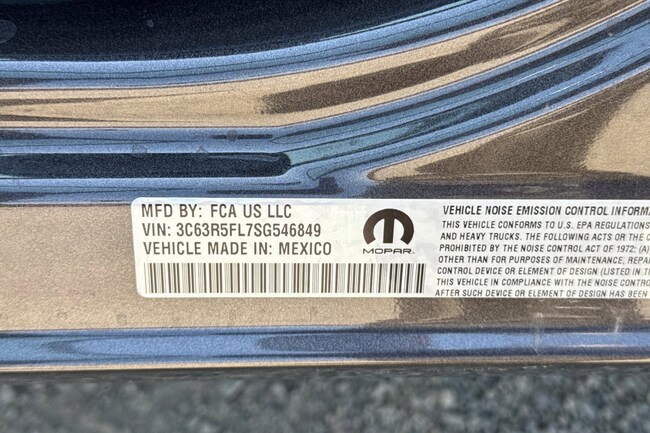 MFD BY: FCA US LLC
VIN: 3C63R5FL7SG546849
VEHICLE MADE IN: MEXICO
MOPAR
VEHICLE NOISE EMISSION CONTROL INFORMA
THIS VEHICLE CONFORMS TO U.S. EPA REGULATIONS
AND HEAVY TRUCKS. THE FOLLOWING ACTS OR THE C
PROHIBITED BY THE NOISE CONTROL ACT OF 1972: (A)
OTHER THAN FOR PURPOSES OF MAINTENANCE, REPA
CONTROL DEVICE OR ELEMENT OF DESIGN (LISTED IN T
THIS VEHICLE IN COMPLIANCE WITH THE NOISE CONTRO
AFTER SUCH DEVICE OR ELEMENT OF DESIGN HAS BEEN